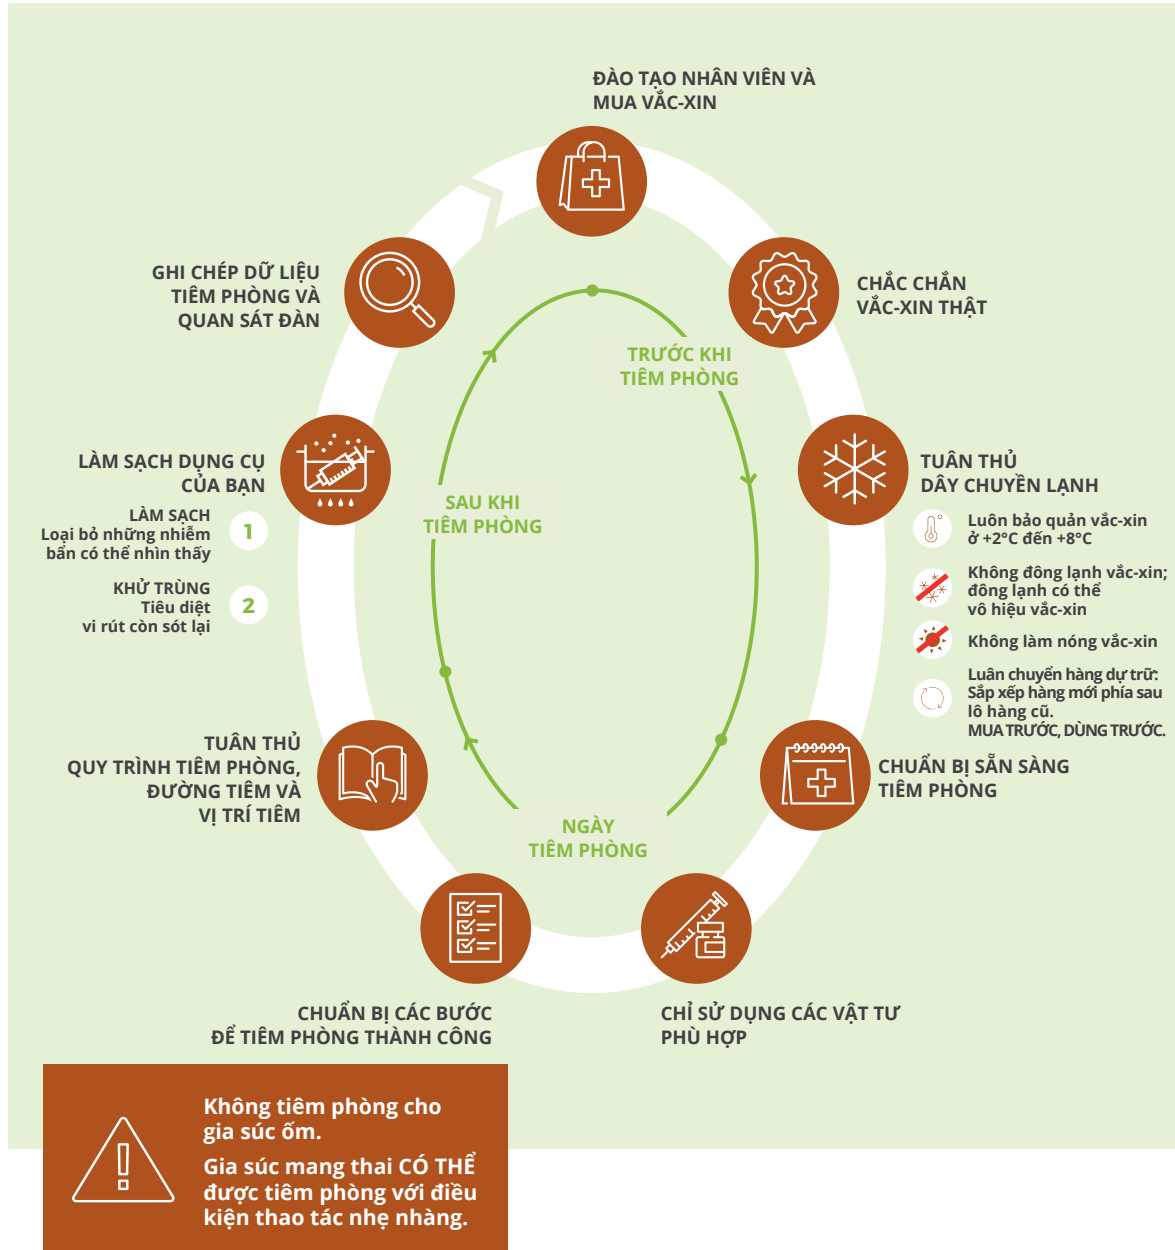 ĐÀO TẠO NHÂN VIÊN VÀ
MUA VẮC-XIN
CHẮC CHẮN
VẮC-XIN THẬT
TUÂN THỦ
DÂY CHUYỀN LẠNH
Luôn bảo quản vắc-xin
ở +2°C đến +8°C
Không đông lạnh vắc-xin;
đông lạnh có thể
vô hiệu vắc-xin
Không làm nóng vắc-xin
Luân chuyển hàng dự trữ:
Sắp xếp hàng mới phía sau
lô hàng cũ.
MUA TRƯỚC, DÙNG TRƯỚC.
CHUẨN BỊ SẴN SÀNG
TIÊM PHÒNG
CHỈ SỬ DỤNG CÁC VẬT TƯ
PHÙ HỢP
CHUẨN BỊ CÁC BƯỚC
ĐỂ TIÊM PHÒNG THÀNH CÔNG
TUÂN THỦ
QUY TRÌNH TIÊM PHÒNG,
ĐƯỜNG TIÊM VÀ
VỊ TRÍ TIÊM
LÀM SẠCH DỤNG CỤ
CỦA BẠN
LÀM SẠCH
Loại bỏ những nhiễm
bẩn có thể nhìn thấy
1
KHỬ TRÙNG
Tiêu diệt
vi rút còn sót lại
2
GHI CHÉP DỮ LIỆU
TIÊM PHÒNG VÀ
QUAN SÁT ĐÀN
TRƯỚC KHI
TIÊM PHÒNG
SAU KHI
TIÊM PHÒNG
NGÀY
TIÊM PHÒNG
Không tiêm phòng cho
gia súc ốm.
Gia súc mang thai CÓ THỂ
được tiêm phòng với điều
kiện thao tác nhẹ nhàng.